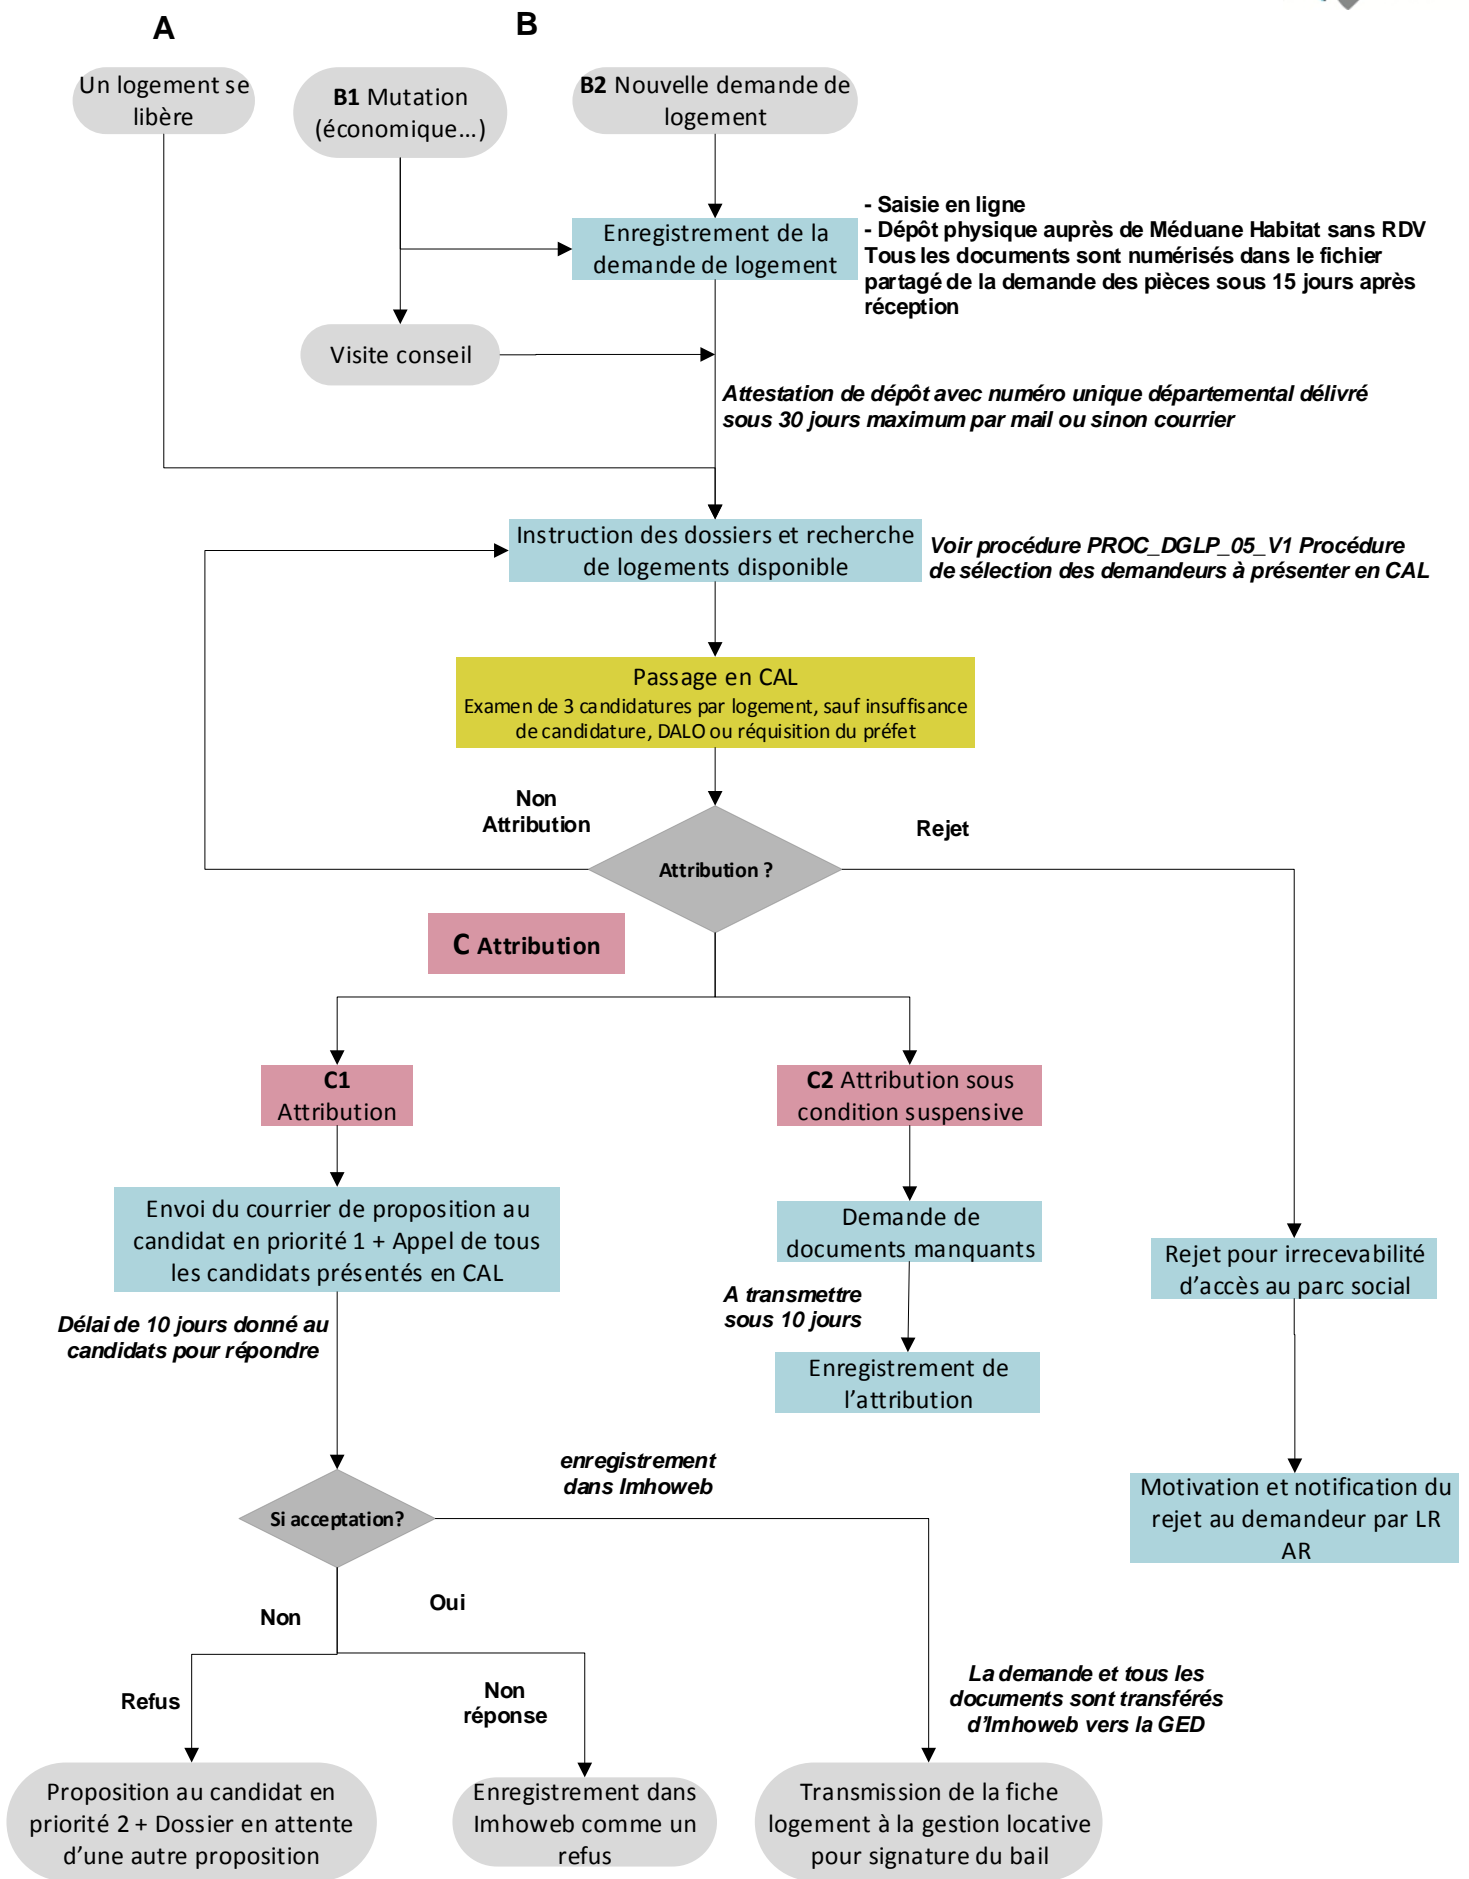 A
B
Un logement se
libère
B1 Mutation
(économique...)
B2 Nouvelle demande de
logement
Enregistrement de la
demande de logement
- Saisie en ligne
- Dépôt physique auprès de Méduane Habitat sans RDV
Tous les documents sont numérisés dans le fichier
partagé de la demande des pièces sous 15 jours après
réception
Visite conseil
Attestation de dépôt avec numéro unique départemental délivré
sous 30 jours maximum par mail ou sinon courrier
Instruction des dossiers et recherche
de logements disponible
Voir procédure PROC_DGLP_05_V1 Procédure
de sélection des demandeurs à présenter en CAL
Passage en CAL
Examen de 3 candidatures par logement, sauf insuffisance
de candidature, DALO ou réquisition du préfet
Non
Attribution
Rejet
Attribution ?
C Attribution
C1
Attribution
C2 Attribution sous
condition suspensive
Envoi du courrier de proposition au
candidat en priorité 1 + Appel de tous
les candidats présentés en CAL
Demande de
documents manquants
Rejet pour irrecevabilité
d’accès au parc social
Délai de 10 jours donné au
candidats pour répondre
A transmettre
sous 10 jours
Enregistrement de
l’attribution
enregistrement
dans Imhoweb
Si acceptation?
Motivation et notification du
rejet au demandeur par LR
AR
Non
Oui
Refus
Non
réponse
La demande et tous les
documents sont transférés
d’Imhoweb vers la GED
Proposition au candidat en
priorité 2 + Dossier en attente
d’une autre proposition
Enregistrement dans
Imhoweb comme un
refus
Transmission de la fiche
logement à la gestion locative
pour signature du bail